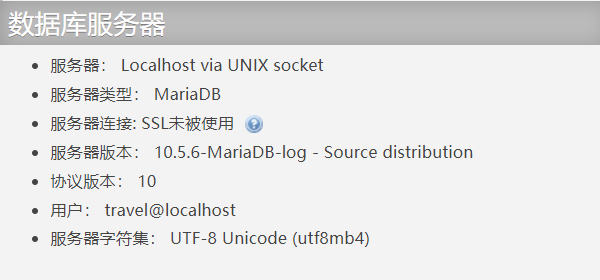 数据库服务器
服务器： Localhost via UNIX socket
服务器类型： MariaDB
服务器连接: SSL未被使用
服务器版本： 10.5.6-MariaDB-log - Source distribution
协议版本： 10
用户： travel@localhost
服务器字符集： UTF-8 Unicode (utf8mb4)